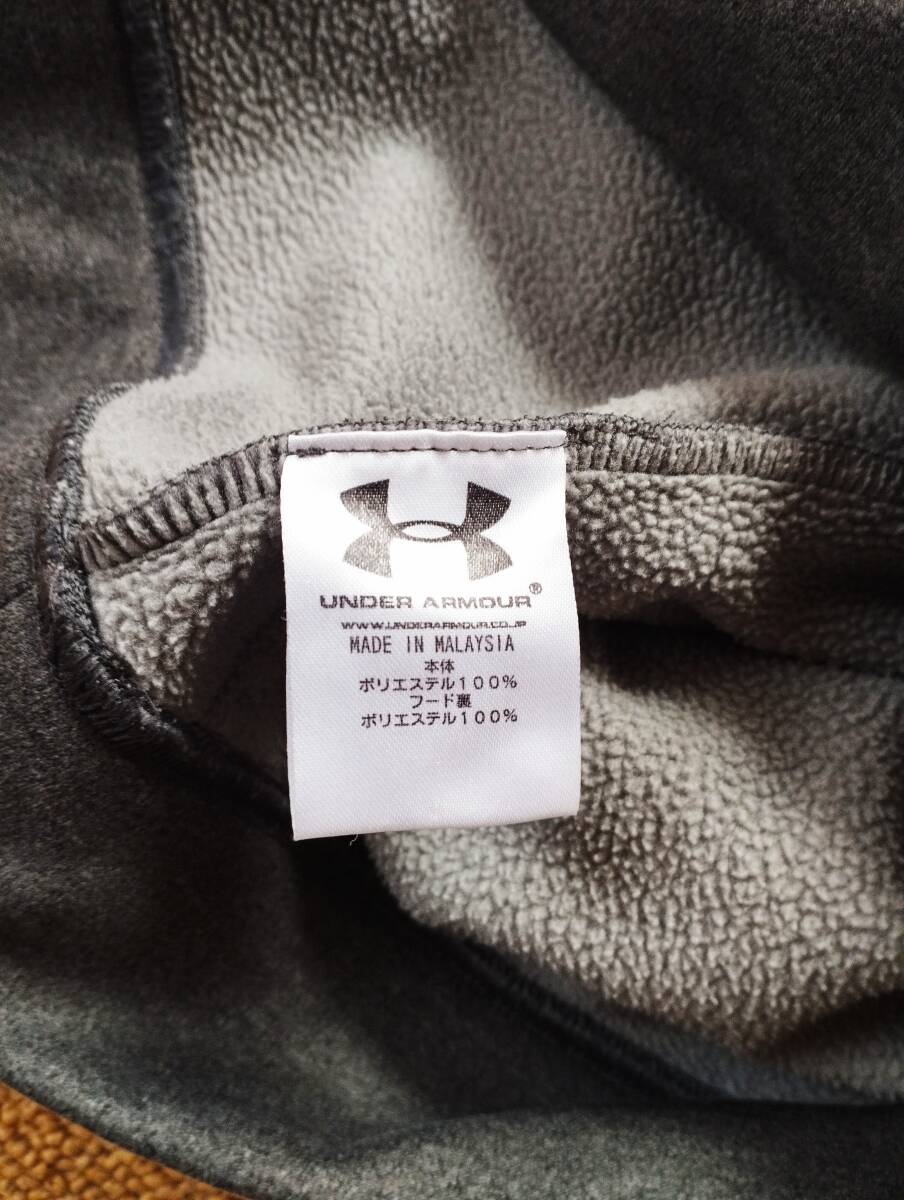 UNDER ARMOUR®
WWW.UNDERARMOUR.CO.JP
MADE IN MALAYSIA
本体
ポリエステル100%
フード裏
ポリエステル100%